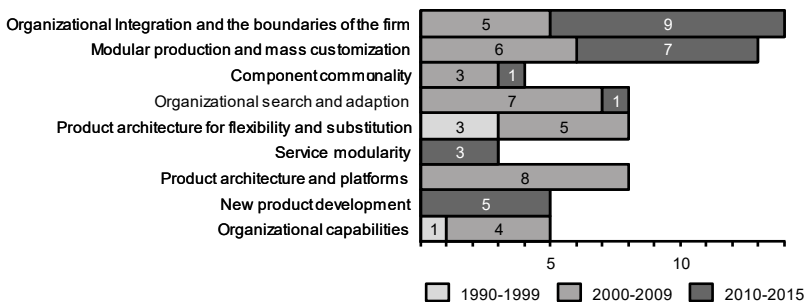 Organizational Integration and the boundaries of the firm 5 9
Modular production and mass customization 6 7
Component commonality 3 1
Organizational search and adaption 7 1
Product architecture for flexibility and substitution 3 5
Service modularity 3
Product architecture and platforms 8
New product development 5
Organizational capabilities 1 4
5 10
1990-1999 2000-2009 2010-2015